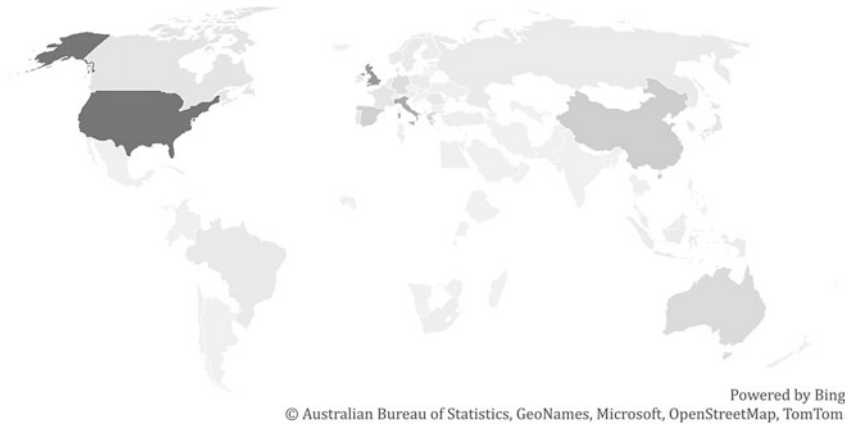 Powered by Bing
© Australian Bureau of Statistics, GeoNames, Microsoft, OpenStreetMap, TomTom